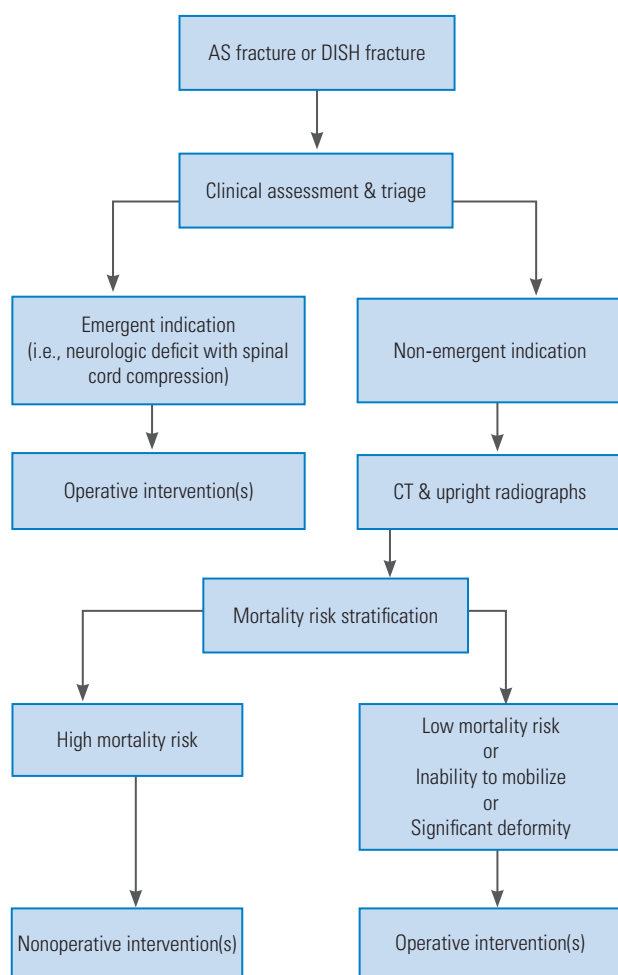 AS fracture or DISH fracture
Clinical assessment & triage
Emergent indication
(i.e., neurologic deficit with spinal
cord compression)
Non-emergent indication
Operative intervention(s)
CT & upright radiographs
Mortality risk stratification
High mortality risk
Low mortality risk
or
Inability to mobilize
or
Significant deformity
Nonoperative intervention(s)
Operative intervention(s)